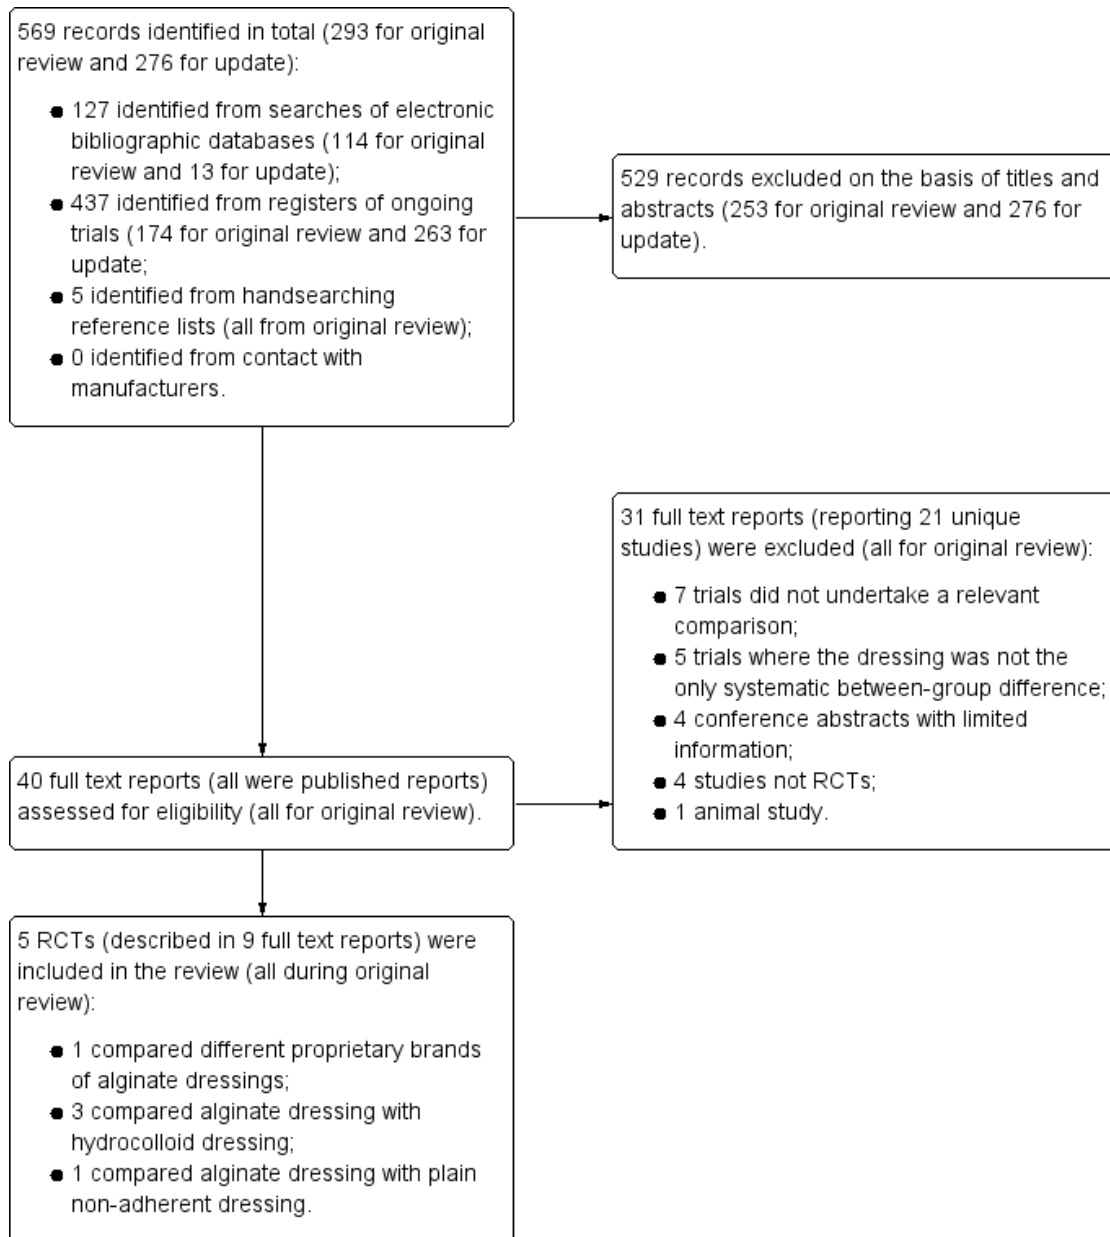 569 records identified in total (293 for original
review and 276 for update):
● 127 identified from searches of electronic
bibliographic databases (114 for original
review and 13 for update);
● 437 identified from registers of ongoing
trials (174 for original review and 263 for
update;
● 5 identified from handsearching
reference lists (all from original review);
● 0 identified from contact with
manufacturers.
529 records excluded on the basis of titles and
abstracts (253 for original review and 276 for
update).
31 full text reports (reporting 21 unique
studies) were excluded (all for original review):
● 7 trials did not undertake a relevant
comparison;
● 5 trials where the dressing was not the
only systematic between-group difference;
● 4 conference abstracts with limited
information;
● 4 studies not RCTs;
● 1 animal study.
40 full text reports (all were published reports)
assessed for eligibility (all for original review).
5 RCTs (described in 9 full text reports) were
included in the review (all during original
review):
● 1 compared different proprietary brands
of alginate dressings;
● 3 compared alginate dressing with
hydrocolloid dressing;
● 1 compared alginate dressing with plain
non-adherent dressing.